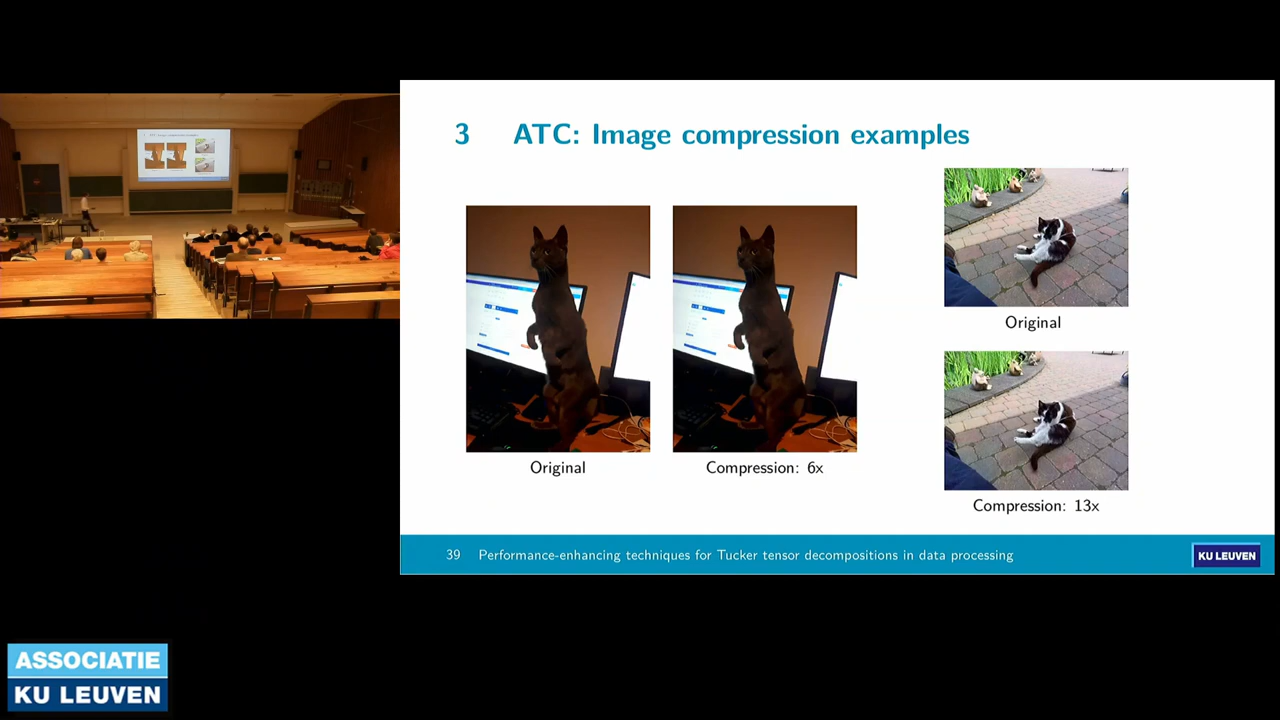 3 ATC: Image compression examples
Original
Compression: 6x
Original
Compression: 13x
39 Performance-enhancing techniques for Tucker tensor decompositions in data processing
KU LEUVEN
ASSOCIATIE
KU LEUVEN